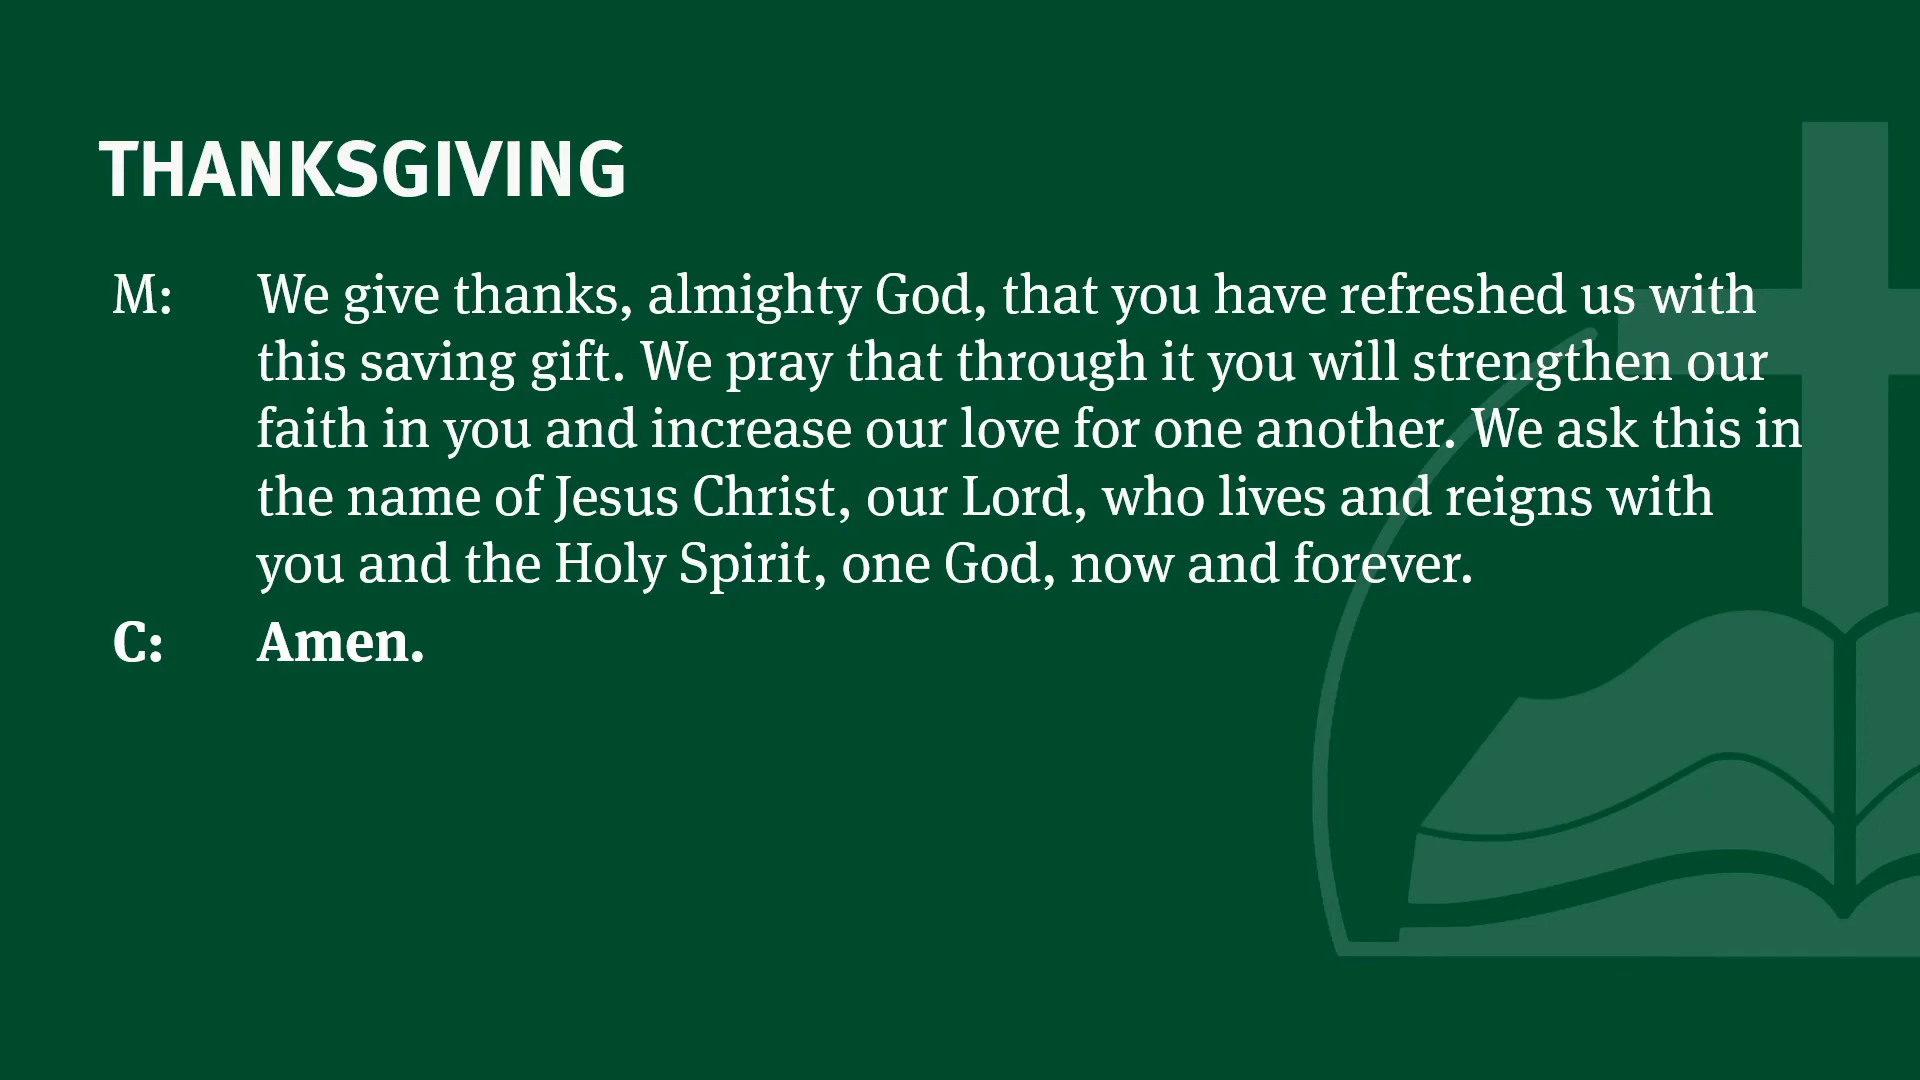 THANKSGIVING
M: We give thanks, almighty God, that you have refreshed us with
this saving gift. We pray that through it you will strengthen our
faith in you and increase our love for one another. We ask this in
the name of Jesus Christ, our Lord, who lives and reigns with
you and the Holy Spirit, one God, now and forever.
C: Amen.